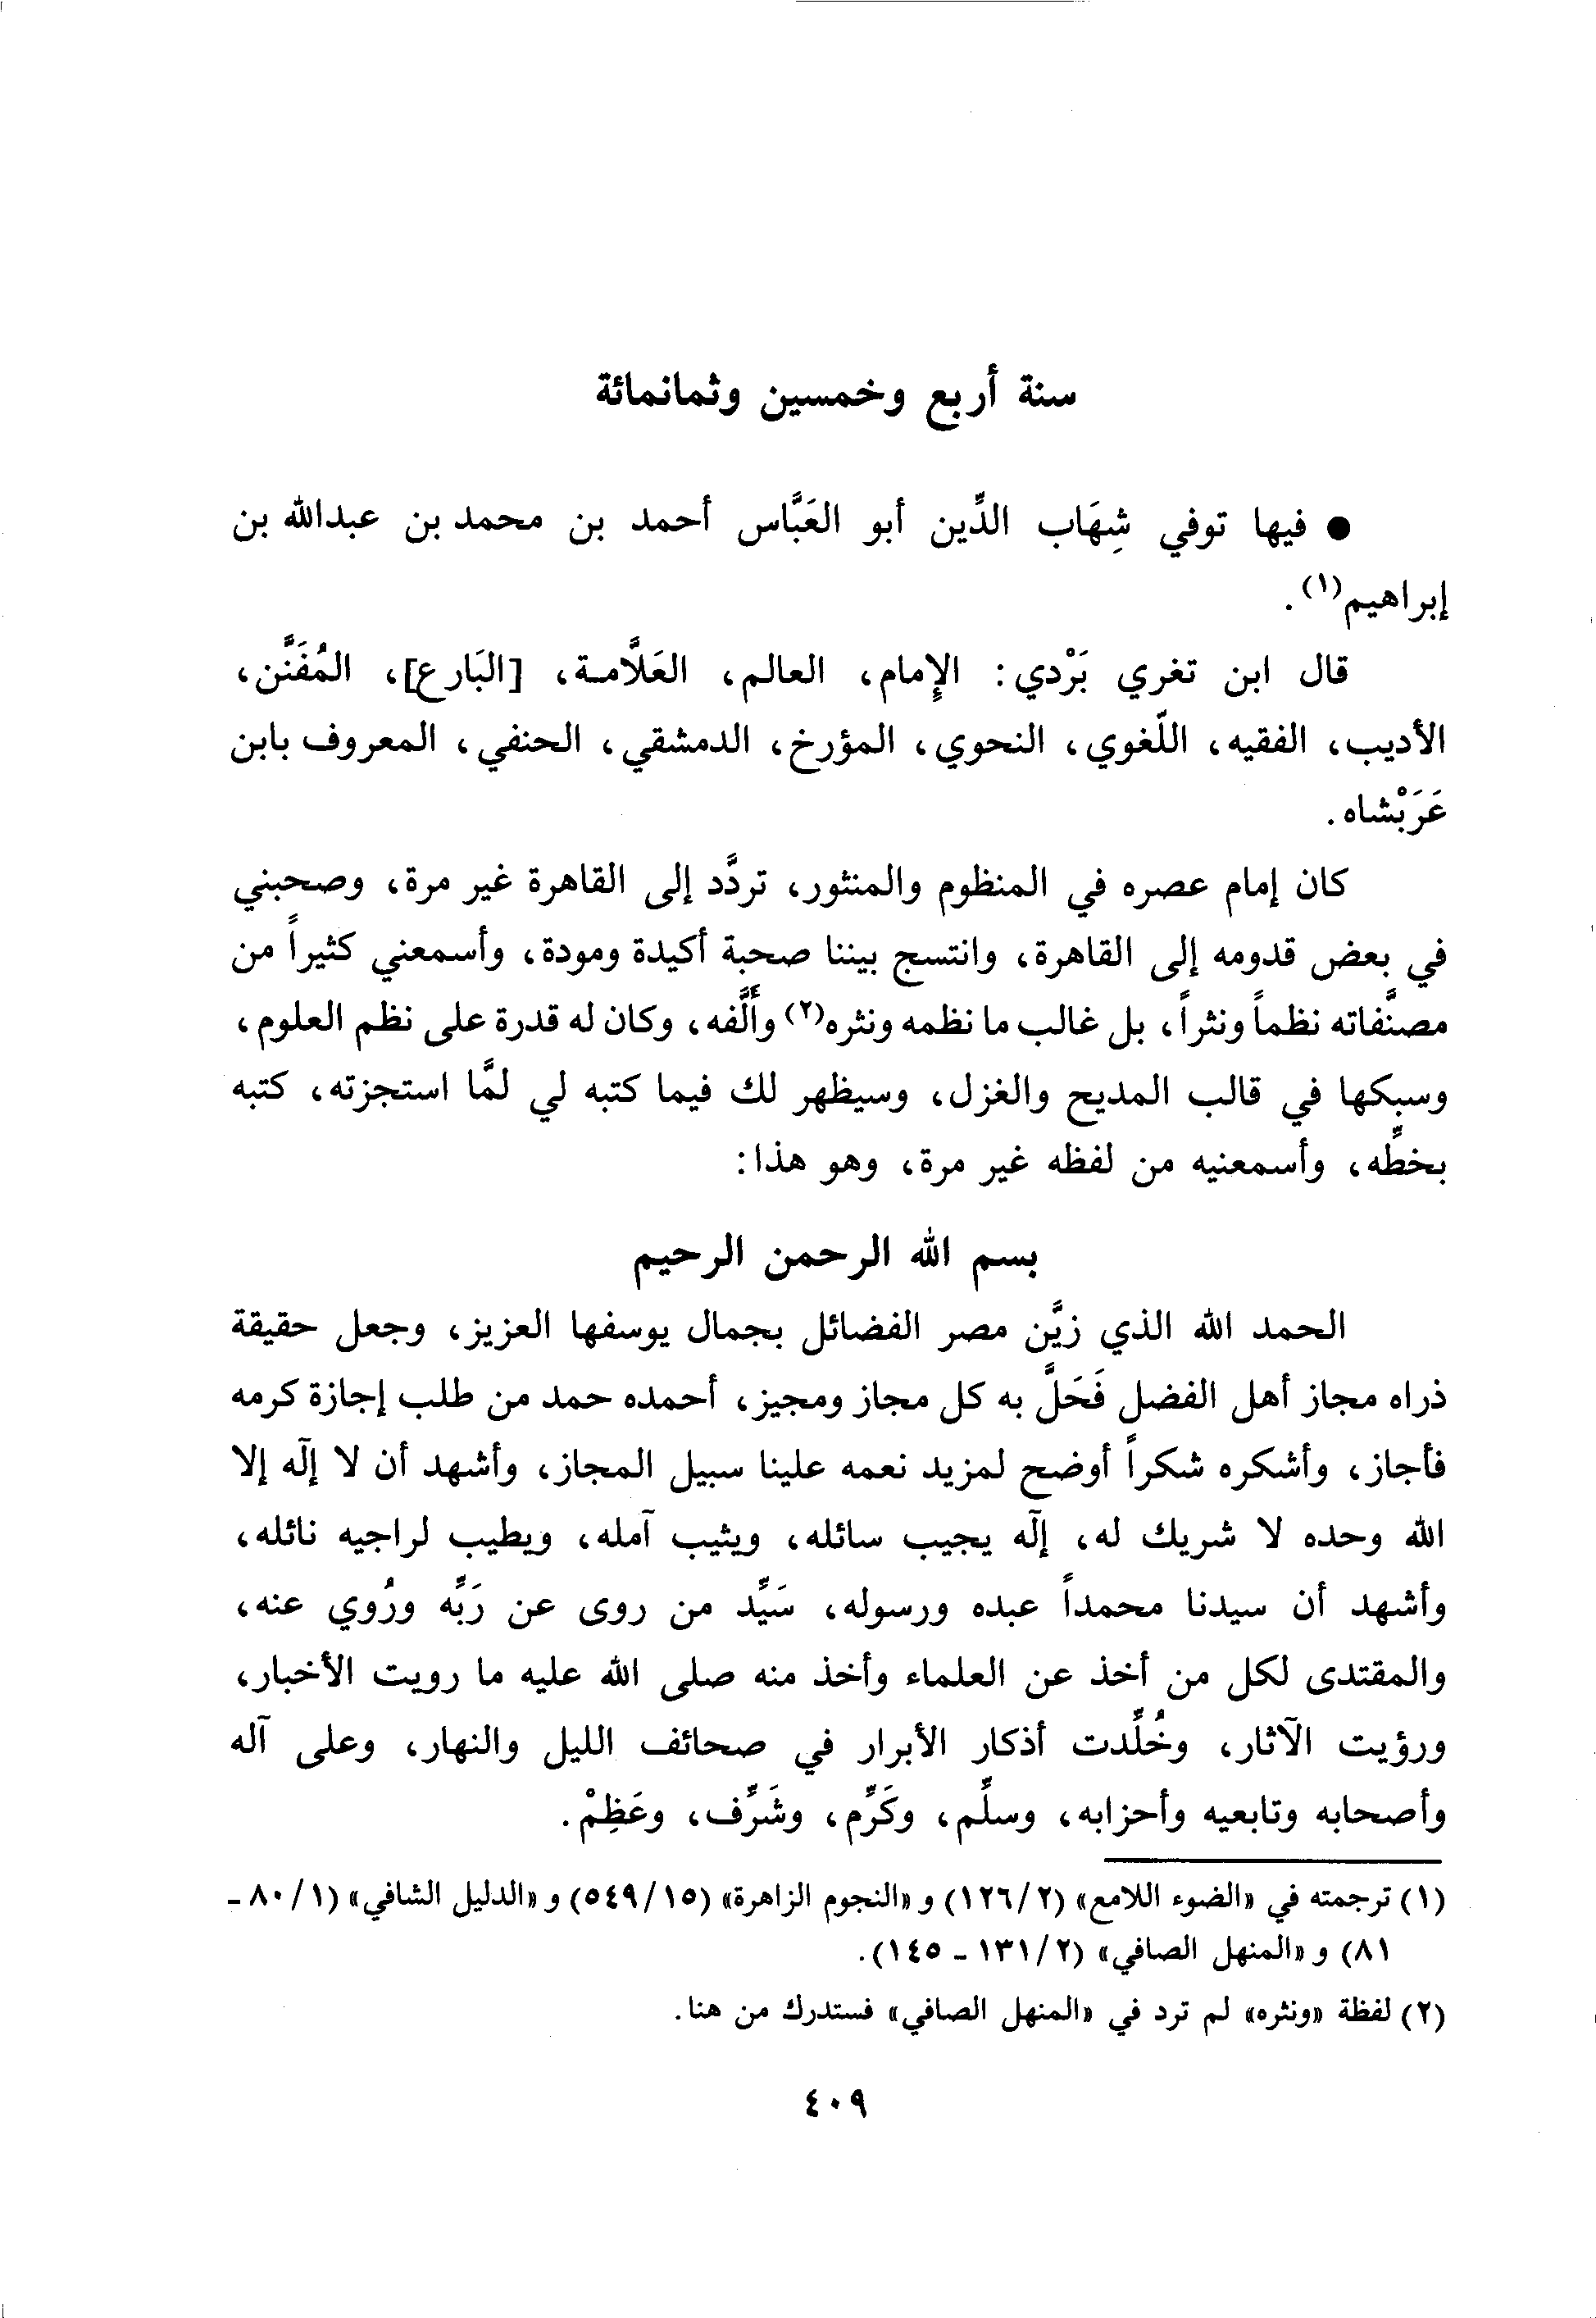 سنة أربع وخمسين وثمانمائة
● فيها توفي شِهَاب الدِّين أبو العَبَّاس أحمد بن محمد بن عبدالله بن
إبراهيم(١).
قال ابن تغري بَرْدي: الإِمام، العالم، العَلاَّمـة، [البَارع]، المُفَنَّن،
الأديب، الفقيه، اللّغوي، النحوي، المؤرخ، الدمشقي، الحنفي، المعروف بابن
عَرَبْشاه.
كان إمام عصره في المنظوم والمنثور، تردَّد إلى القاهرة غير مرة، وصحبني
في بعض قدومه إلى القاهرة، وانتسج بيننا صحبة أكيدة ومودة، وأسمعني كثيراً من
مصنَّفاته نظماً ونثراً، بل غالب ما نظمه ونثره(٢) وألَّفه، وكان له قدرة على نظم العلوم،
وسبكها في قالب المديح والغزل، وسيظهر لك فيما كتبه لي لمَّا استجزته، كتبه
بخطِّه، وأسمعنيه من لفظه غير مرة، وهو هذا:
بسم الله الرحمن الرحيم
الحمد الله الذي زيَّن مصر الفضائل بجمال يوسفها العزيز، وجعل حقيقة
ذراه مجاز أهل الفضل فَحَلَّ به كل مجاز ومجيز، أحمده حمد من طلب إجازة كرمه
فأجاز، وأشكره شكراً أوضح لمزيد نعمه علينا سبيل المجاز، وأشهد أن لا إلٓه إلا
الله وحده لا شريك له، إلٓه يجيب سائله، ويثيب آمله، ويطيب لراجيه نائله،
وأشهد أن سيدنا محمداً عبده ورسوله، سَيِّد من روى عن رَبِّه ورُوي عنه،
والمقتدى لكل من أخذ عن العلماء وأخذ منه صلى الله عليه ما رويت الأخبار،
ورؤيت الآثار، وخُلِّدت أذكار الأبرار في صحائف الليل والنهار، وعلى آله
وأصحابه وتابعيه وأحزابه، وسلِّم، وكَرِّم، وشَرِّف، وعَظِمْ.
(١) ترجمته في «الضوء اللامع» (١٢٦/٢) و «النجوم الزاهرة» (٥٤٩/١٥) و «الدليل الشافي» (٨٠/١ -
٨١) و «المنهل الصافي» (١٣١/٢ - ١٤٥).
(٢) لفظة «ونثره» لم ترد في «المنهل الصافي» فستدرك من هنا.
٤٠٩